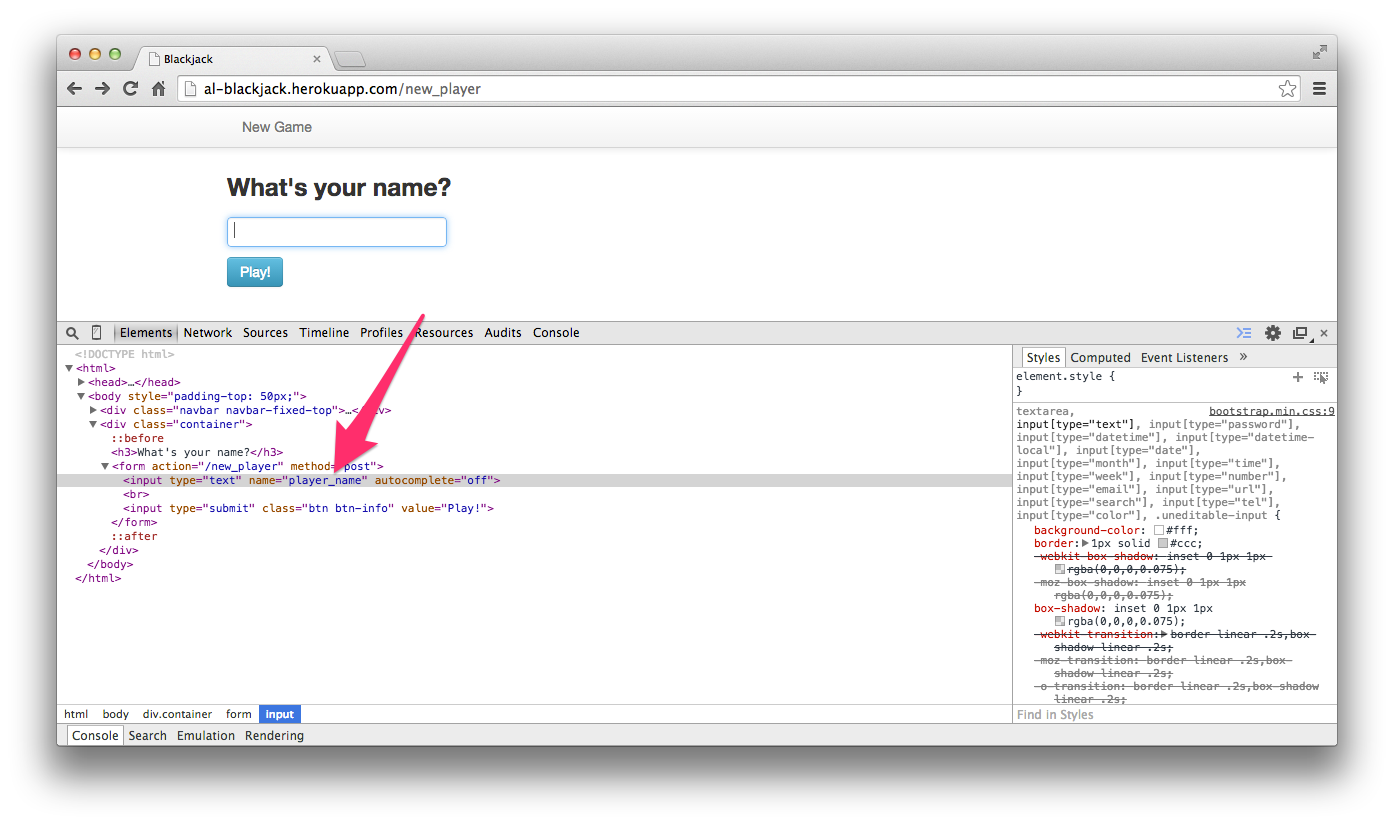 Blackjack
al-blackjack.herokuapp.com/new_player
New Game
What's your name?
Play!
Elements Network Sources Timeline Profiles Resources Audits Console
<!DOCTYPE html>
<html>
<head>…</head>
<body style="padding-top: 50px;">
<div class="navbar navbar-fixed-top">…</div>
<div class="container">
::before
<h3>What's your name?</h3>
<form action="/new_player" method="post">
<input type="text" name="player_name" autocomplete="off">
<br>
<input type="submit" class="btn btn-info" value="Play!">
</form>
::after
</div>
</body>
</html>
html body div.container form input
Console Search Emulation Rendering
Styles Computed Event Listeners »
element.style {
}
textarea, bootstrap.min.css:9
input[type="text"], input[type="password"],
input[type="datetime"], input[type="datetime-
local"], input[type="date"],
input[type="month"], input[type="time"],
input[type="week"], input[type="number"],
input[type="email"], input[type="url"],
input[type="search"], input[type="tel"],
input[type="color"], .uneditable-input {
background-color: #fff;
border: 1px solid #ccc;
-webkit-box-shadow: inset 0 1px 1px
rgba(0,0,0,0.075);
-moz-box-shadow: inset 0 1px 1px
rgba(0,0,0,0.075);
box-shadow: inset 0 1px 1px
rgba(0,0,0,0.075);
-webkit-transition: border linear .2s,box-
shadow linear .2s;
-moz-transition: border linear .2s,box-
shadow linear .2s;
-o-transition: border linear .2s,box-shadow
linear .2s;
Find in Styles